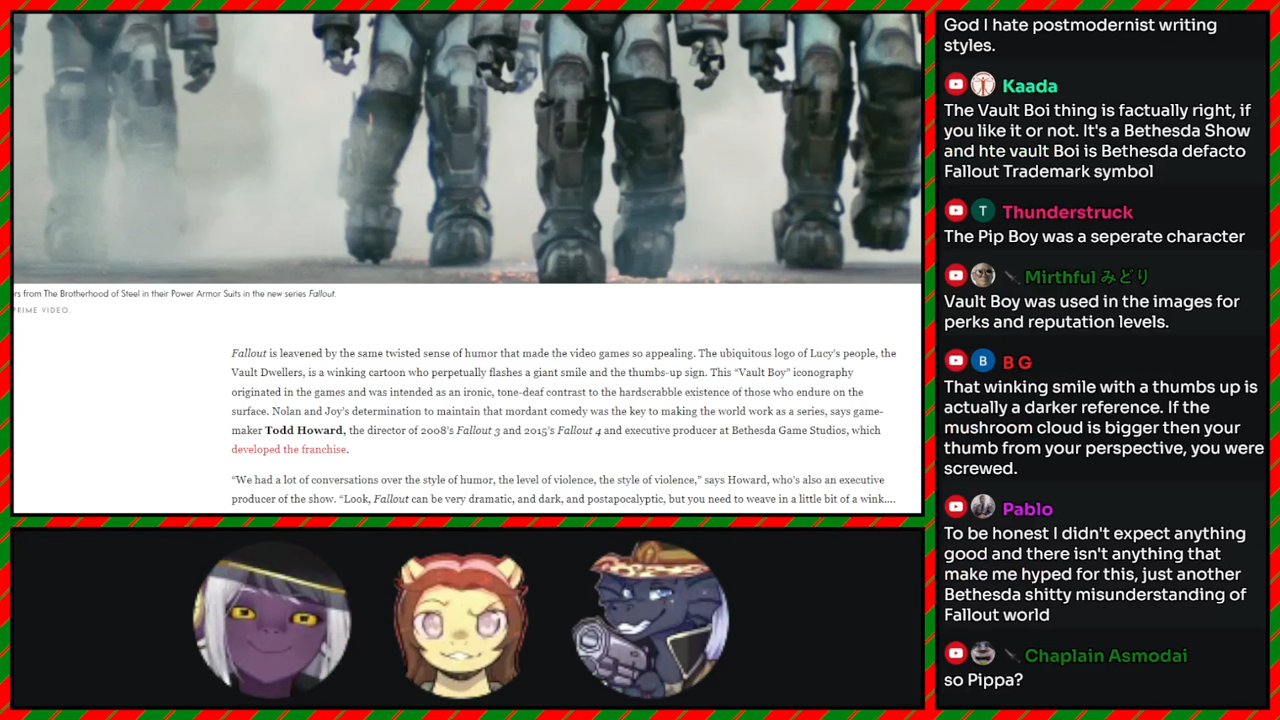 rs from The Brotherhood of Steel in their Power Armor Suits in the new series Fallout.
PRIME VIDEO.
Fallout is leavened by the same twisted sense of humor that made the video games so appealing. The ubiquitous logo of Lucy's people, the
Vault Dwellers, is a winking cartoon who perpetually flashes a giant smile and the thumbs-up sign. This “Vault Boy” iconography
originated in the games and was intended as an ironic, tone-deaf contrast to the hardscrabble existence of those who endure on the
surface. Nolan and Joy's determination to maintain that mordant comedy was the key to making the world work as a series, says game-
maker Todd Howard, the director of 2008's Fallout 3 and 2015's Fallout 4 and executive producer at Bethesda Game Studios, which
developed the franchise.
“We had a lot of conversations over the style of humor, the level of violence, the style of violence,” says Howard, who's also an executive
producer of the show. “Look, Fallout can be very dramatic, and dark, and postapocalyptic, but you need to weave in a little bit of a wink....
God I hate postmodernist writing
styles.
Kaada
The Vault Boi thing is factually right, if
you like it or not. It's a Bethesda Show
and hte vault Boi is Bethesda defacto
Fallout Trademark symbol
T
Thunderstruck
The Pip Boy was a seperate character
Mirthful みどり
Vault Boy was used in the images for
perks and reputation levels.
B
B G
That winking smile with a thumbs up is
actually a darker reference. If the
mushroom cloud is bigger then your
thumb from your perspective, you were
screwed.
Pablo
To be honest I didn't expect anything
good and there isn't anything that
make me hyped for this, just another
Bethesda shitty misunderstanding of
Fallout world
Chaplain Asmodai
so Pippa?